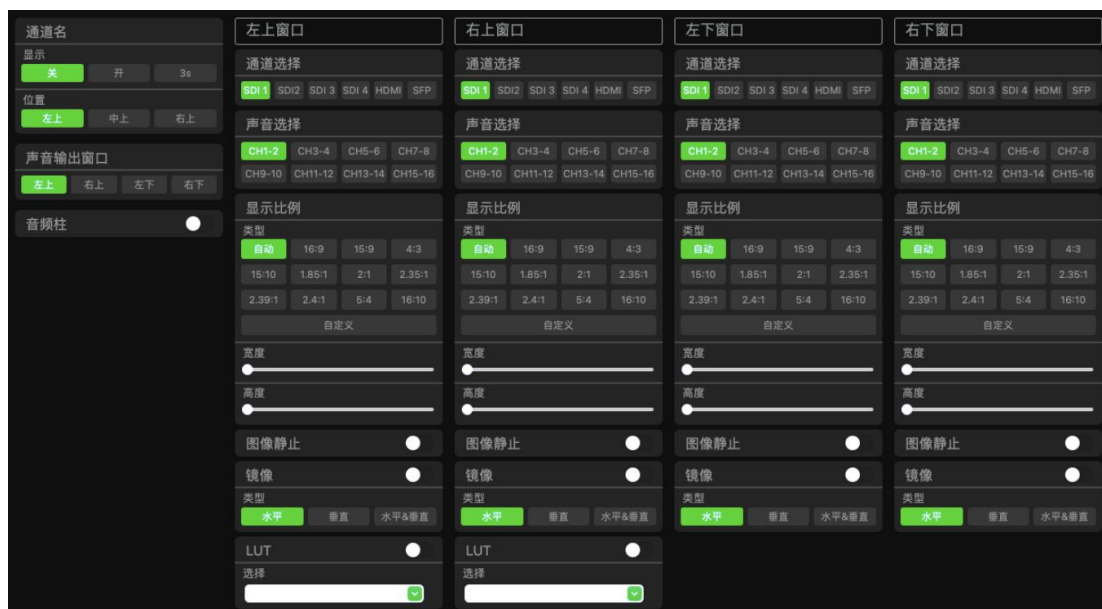 通道名
显示
关 开 3s
位置
左上 中上 右上
声音输出窗口
左上 右上 左下 右下
音频柱
左上窗口
通道选择
SDI 1 SDI2 SDI 3 SDI 4 HDMI SFP
声音选择
CH1-2 CH3-4 CH5-6 CH7-8
CH9-10 CH11-12 CH13-14 CH15-16
显示比例
类型
自动 16:9 15:9 4:3
15:10 1.85:1 2:1 2.35:1
2.39:1 2.4:1 5:4 16:10
自定义
宽度
高度
图像静止
镜像
类型
水平 垂直 水平&垂直
LUT
选择
右上窗口
通道选择
SDI 1 SDI2 SDI 3 SDI 4 HDMI SFP
声音选择
CH1-2 CH3-4 CH5-6 CH7-8
CH9-10 CH11-12 CH13-14 CH15-16
显示比例
类型
自动 16:9 15:9 4:3
15:10 1.85:1 2:1 2.35:1
2.39:1 2.4:1 5:4 16:10
自定义
宽度
高度
图像静止
镜像
类型
水平 垂直 水平&垂直
LUT
选择
左下窗口
通道选择
SDI 1 SDI2 SDI 3 SDI 4 HDMI SFP
声音选择
CH1-2 CH3-4 CH5-6 CH7-8
CH9-10 CH11-12 CH13-14 CH15-16
显示比例
类型
自动 16:9 15:9 4:3
15:10 1.85:1 2:1 2.35:1
2.39:1 2.4:1 5:4 16:10
自定义
宽度
高度
图像静止
镜像
类型
水平 垂直 水平&垂直
右下窗口
通道选择
SDI 1 SDI2 SDI 3 SDI 4 HDMI SFP
声音选择
CH1-2 CH3-4 CH5-6 CH7-8
CH9-10 CH11-12 CH13-14 CH15-16
显示比例
类型
自动 16:9 15:9 4:3
15:10 1.85:1 2:1 2.35:1
2.39:1 2.4:1 5:4 16:10
自定义
宽度
高度
图像静止
镜像
类型
水平 垂直 水平&垂直